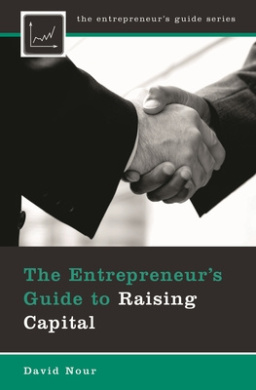 the entrepreneur's guide series
The Entrepreneur's
Guide to Raising
Capital
David Nour